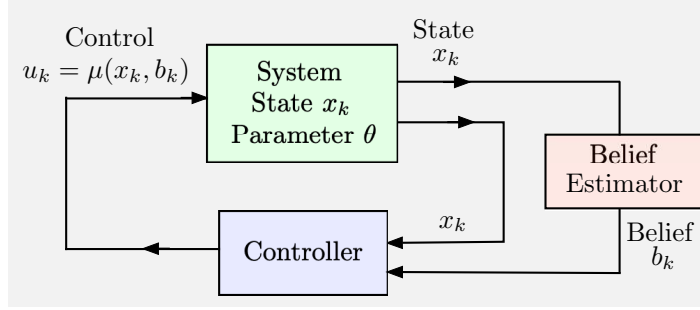 Control
u_k = μ(x_k, b_k)
State
x_k
System
State x_k
Parameter θ
Belief
Estimator
Controller
x_k
Belief
b_k